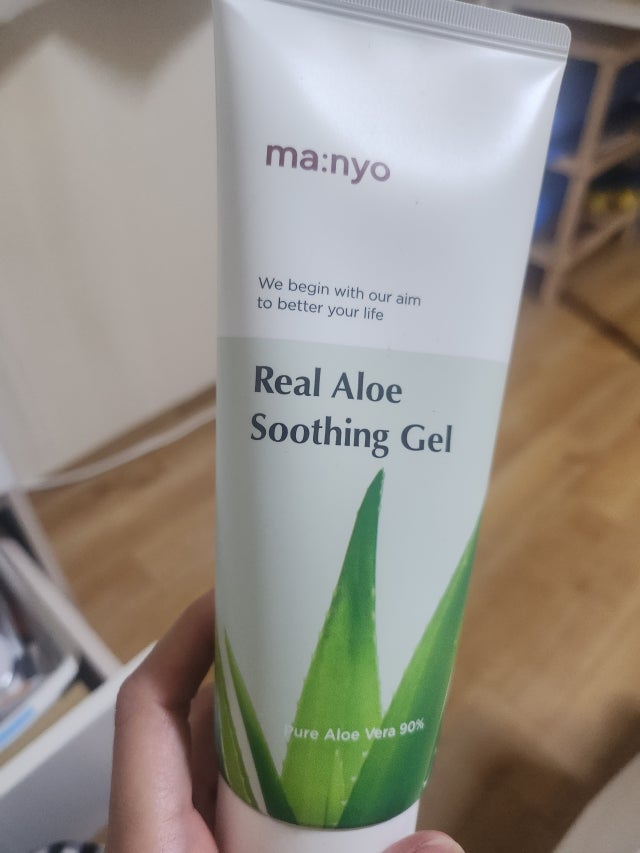 ma:nyo
We begin with our aim
to better your life
Real Aloe
Soothing Gel
Pure Aloe Vera 90%